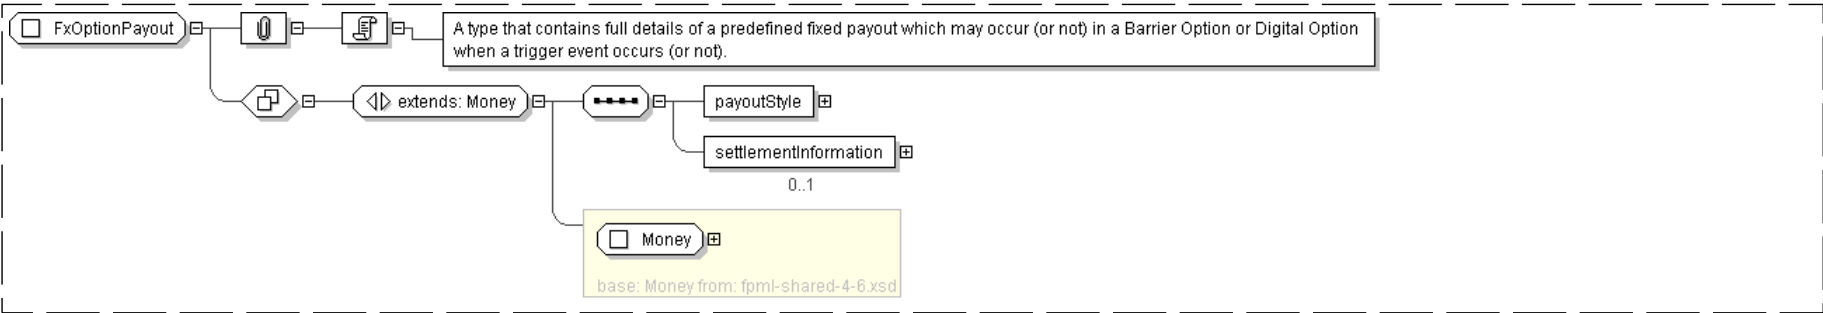 FxOptionPayout
A type that contains full details of a predefined fixed payout which may occur (or not) in a Barrier Option or Digital Option
when a trigger event occurs (or not).
extends: Money
payoutStyle
settlementInformation
0..1
Money
base: Money from: fpml-shared-4-6.xsd